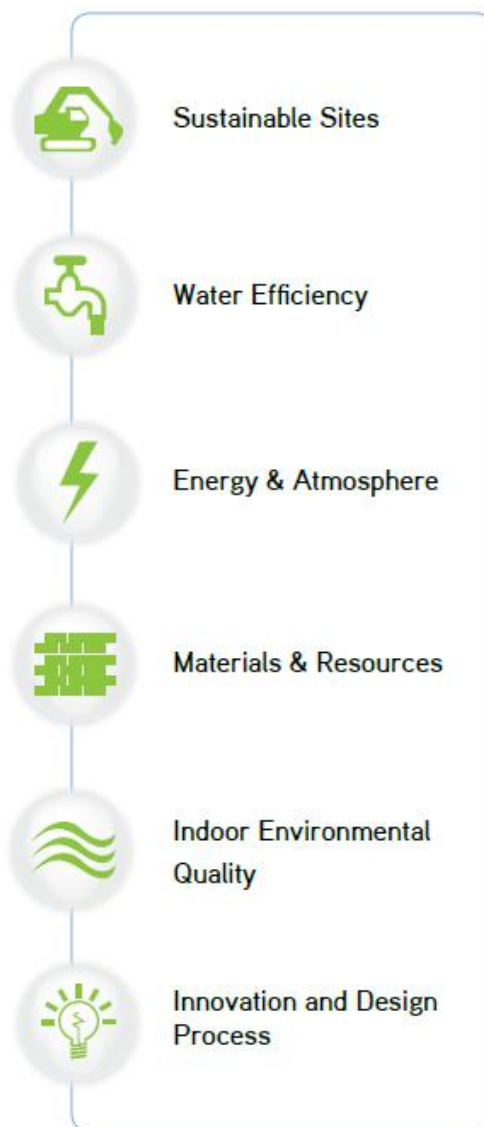 Sustainable Sites
Water Efficiency
Energy & Atmosphere
Materials & Resources
Indoor Environmental
Quality
Innovation and Design
Process